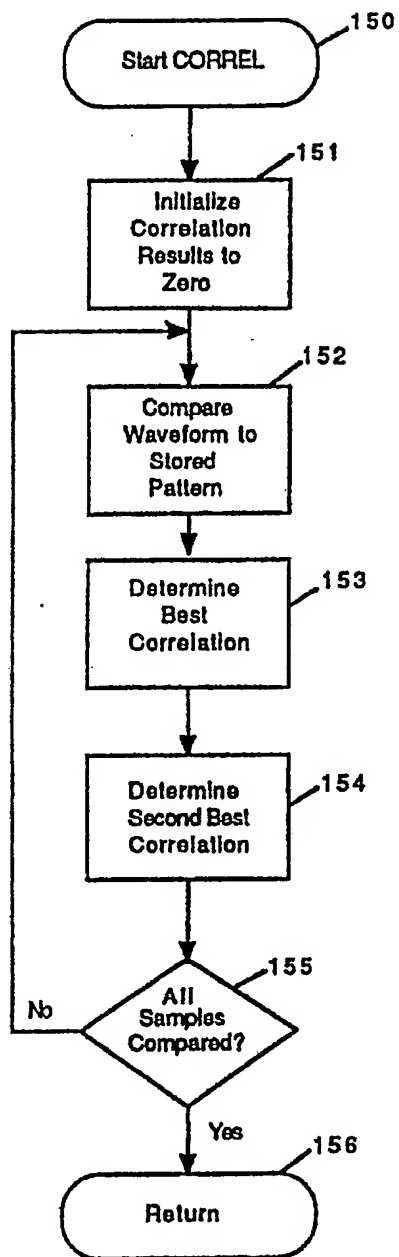 150
Start CORREL
151
Initialize
Correlation
Results to
Zero
152
Compare
Waveform to
Stored
Pattern
153
Determine
Best
Correlation
154
Determine
Second Best
Correlation
155
All
Samples
Compared?
No
Yes
156
Return